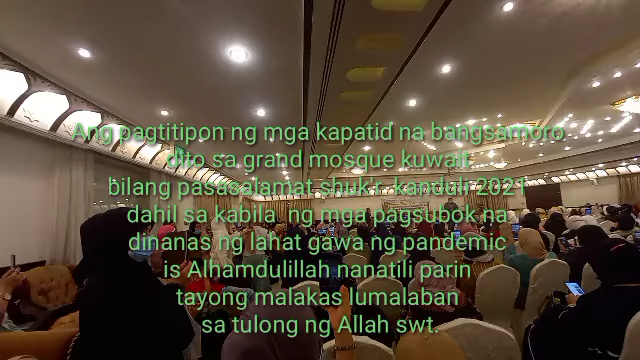 Ang pagtitipon ng mga kapatid na bangsamoro
dito sa grand mosque kuwait
bilang pasasalamat shuk'r kanduli 2021
dahil sa kabila ng mga pagsubok na
dinanas ng lahat gawa ng pandemic
is Alhamdulillah nanatili parin
tayong malakas lumalaban
sa tulong ng Allah swt.